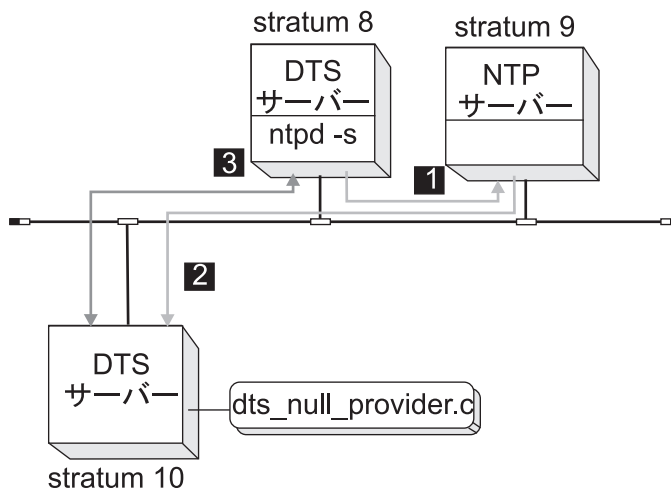 stratum 8
stratum 9
DTS
サーバー
ntpd -s
NTP
サーバー
3
1
2
DTS
サーバー
dts_null_provider.c
stratum 10